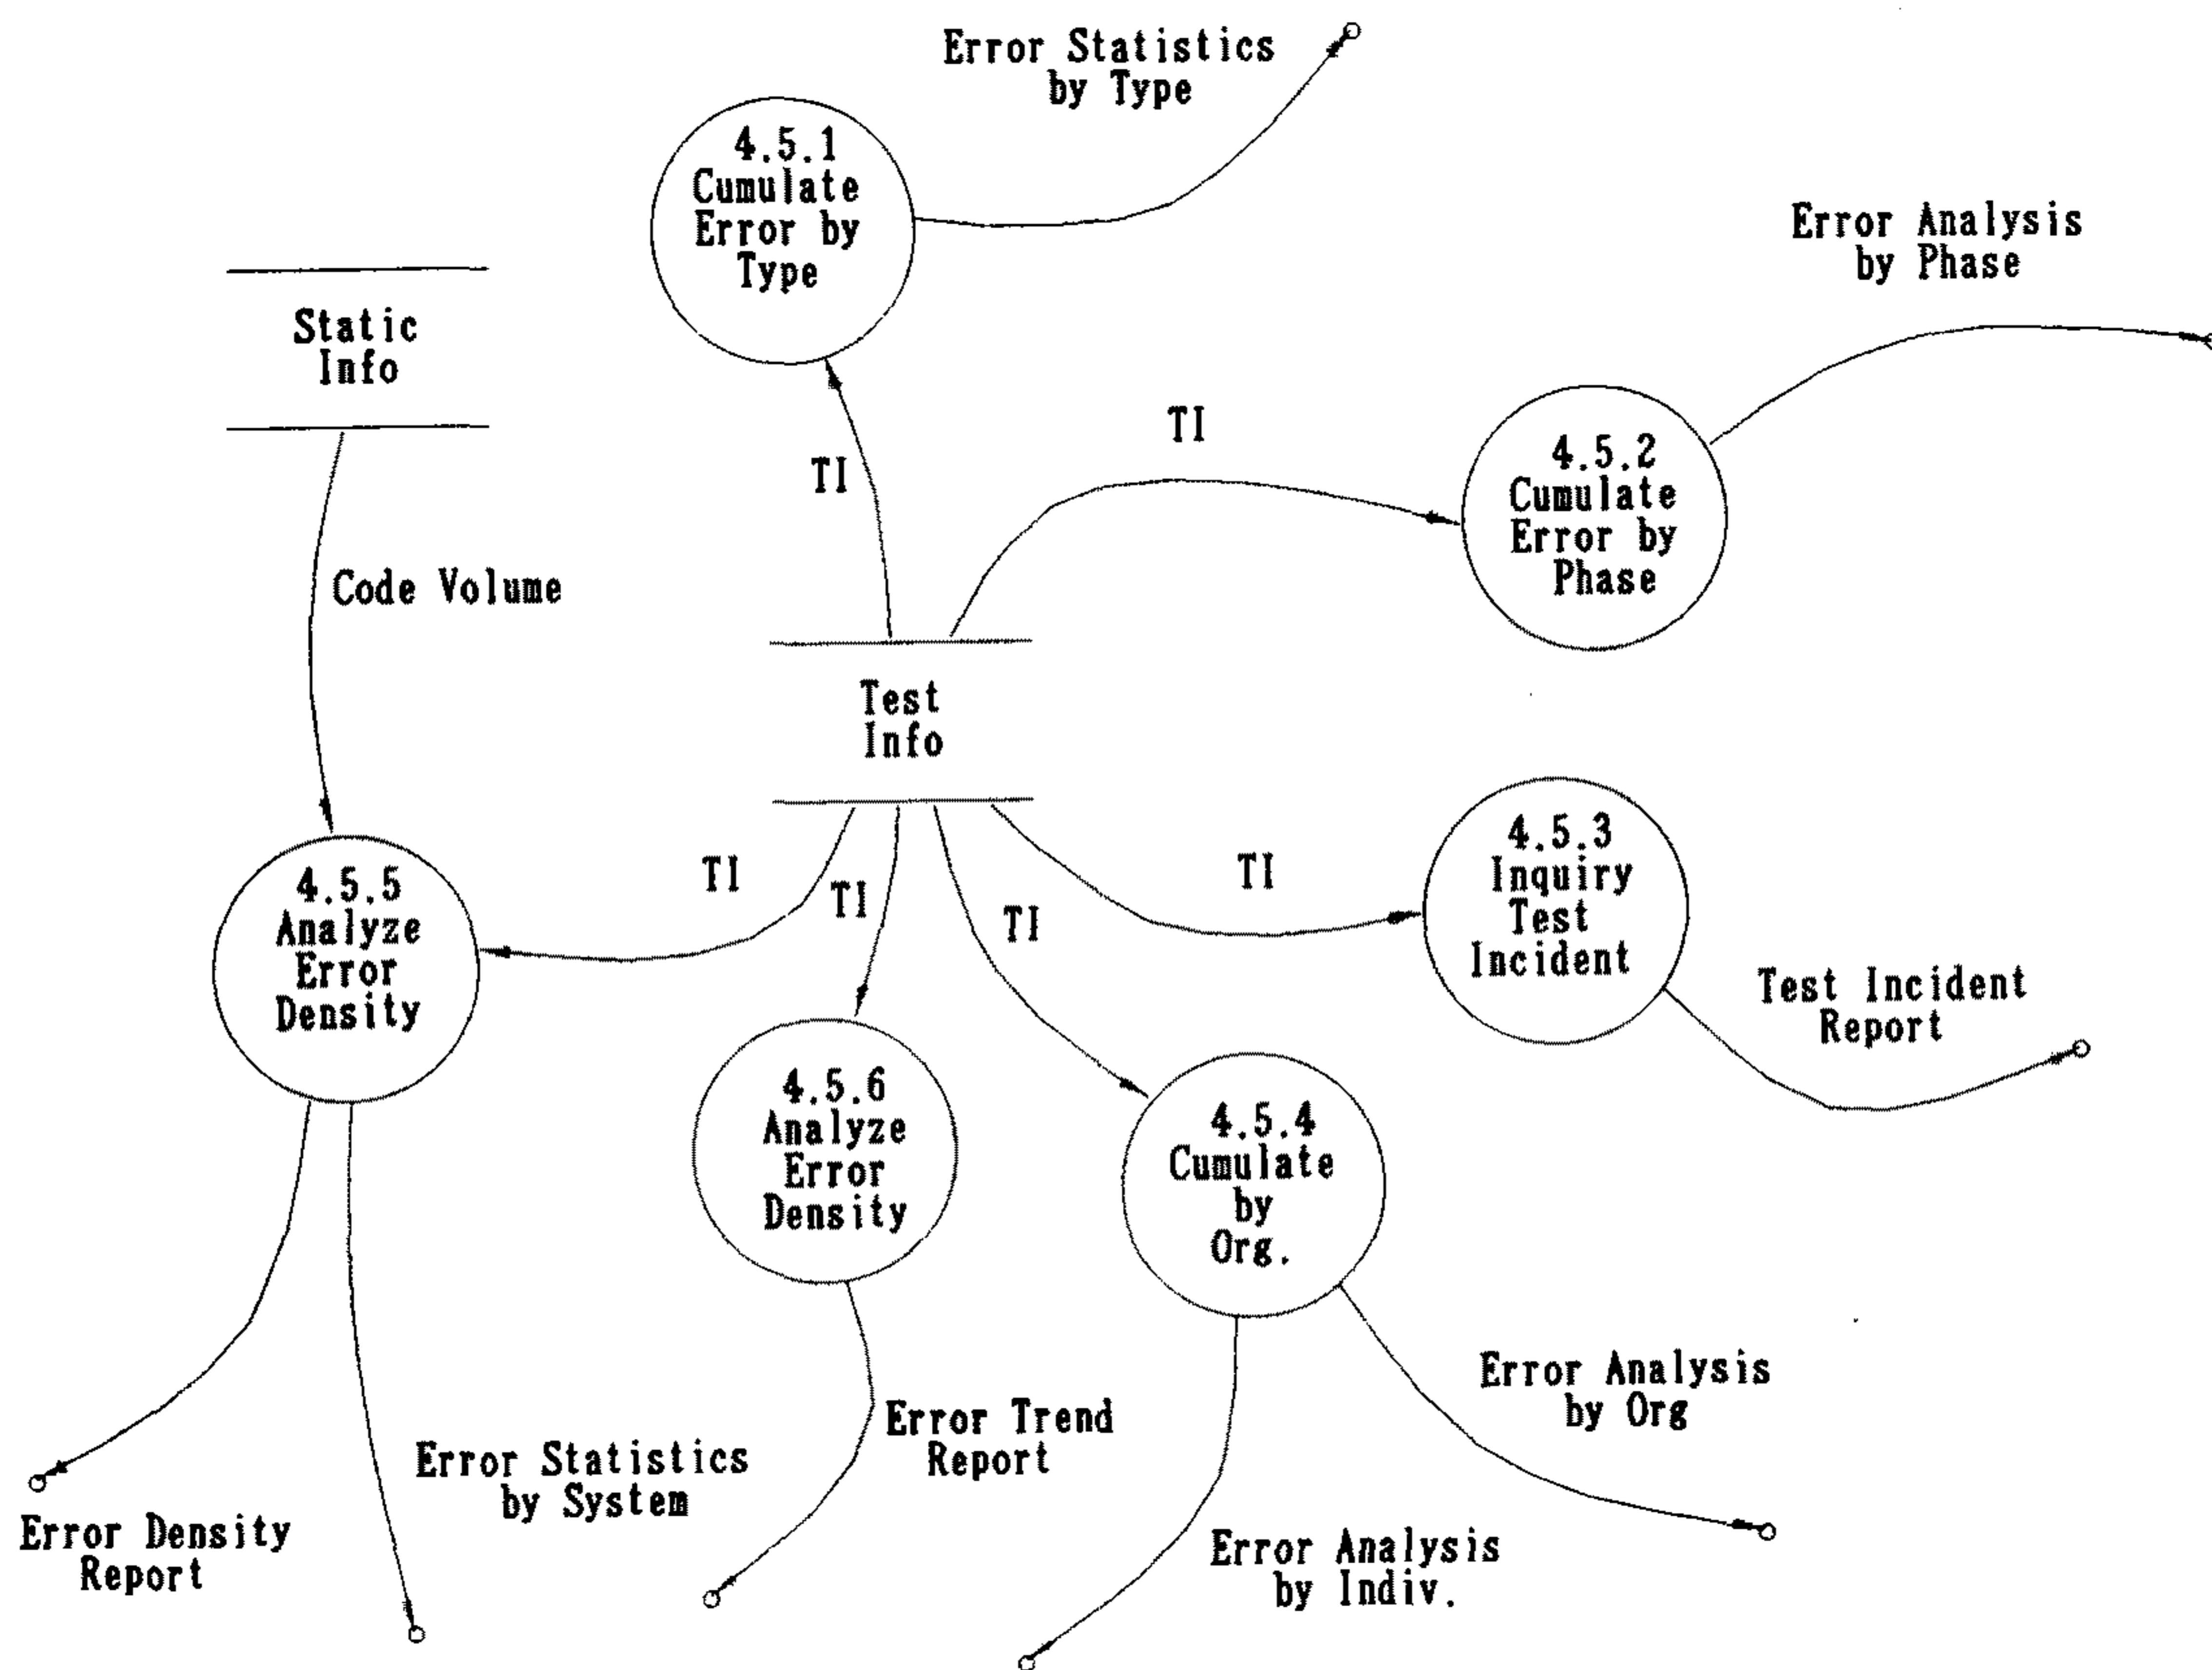 Error Statistics
by Type
4.5.1
Cumulate
Error by
Type
Error Analysis
by Phase
Static
Info
TI
TI
4.5.2
Cumulate
Error by
Phase
Code Volume
Test
Info
4.5.3
Inquiry
Test
Incident
TI
TI
TI
TI
4.5.5
Analyze
Error
Density
Test Incident
Report
4.5.6
Analyze
Error
Density
4.5.4
Cumulate
by
Org.
Error Analysis
by Org
Error Trend
Report
Error Statistics
by System
Error Density
Report
Error Analysis
by Indiv.